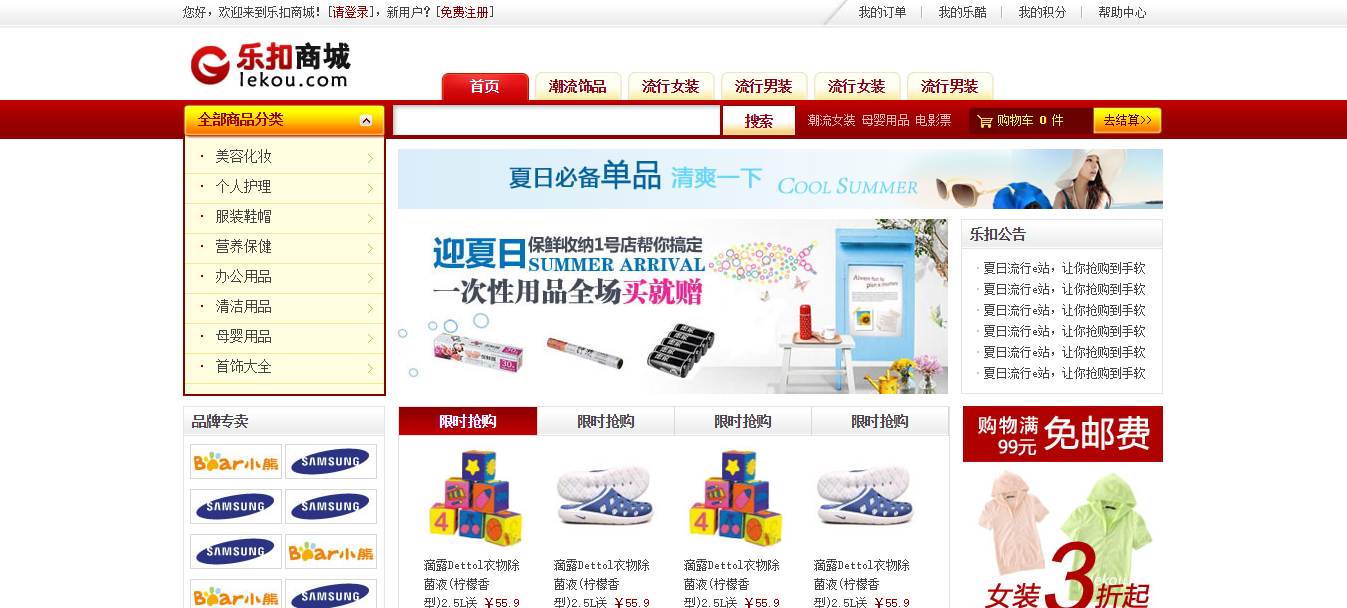 您好，欢迎来到乐扣商城！[请登录]，新用户？[免费注册]
我的订单 我的乐酷 我的积分 帮助中心
乐扣商城
lekou.com
首页 潮流饰品 流行女装 流行男装 流行女装 流行男装
全部商品分类
搜索
潮流女装 母婴用品 电影票
购物车 0 件
去结算>>
美容化妆
个人护理
服装鞋帽
营养保健
办公用品
清洁用品
母婴用品
首饰大全
夏日必备单品 清爽一下 COOL SUMMER
迎夏日 保鲜收纳1号店帮你搞定
SUMMER ARRIVAL
一次性用品全场买就赠
Always Set to
plan a Journey
乐扣公告
夏日流行e站，让你抢购到手软
夏日流行e站，让你抢购到手软
夏日流行e站，让你抢购到手软
夏日流行e站，让你抢购到手软
夏日流行e站，让你抢购到手软
夏日流行e站，让你抢购到手软
品牌专卖
Bear小熊 SAMSUNG
SAMSUNG SAMSUNG
SAMSUNG Bear小熊
Bear小熊 SAMSUNG
限时抢购 限时抢购 限时抢购 限时抢购
滴露Dettol衣物除
菌液(柠檬香
型)2.5L送 ￥55.9
滴露Dettol衣物除
菌液(柠檬香
型)2.5L送 ￥55.9
滴露Dettol衣物除
菌液(柠檬香
型)2.5L送 ￥55.9
滴露Dettol衣物除
菌液(柠檬香
型)2.5L送 ￥55.9
购物满
99元 免邮费
女装3折起